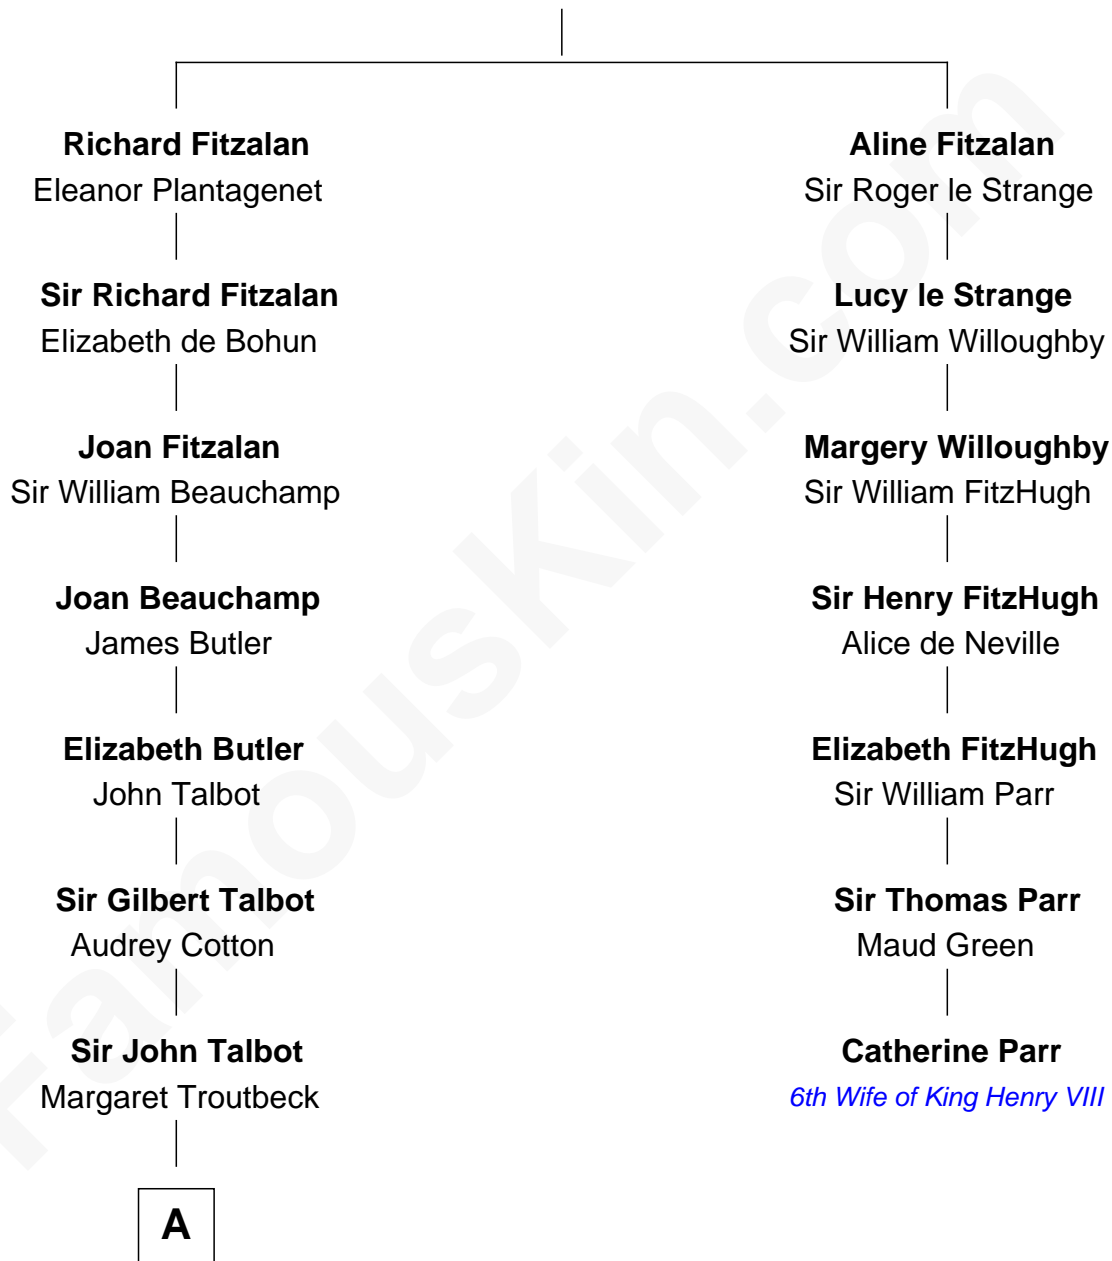 Richard Fitzalan
Eleanor Plantagenet
Sir Richard Fitzalan
Elizabeth de Bohun
Joan Fitzalan
Sir William Beauchamp
Joan Beauchamp
James Butler
Elizabeth Butler
John Talbot
Sir Gilbert Talbot
Audrey Cotton
Sir John Talbot
Margaret Troutbeck
A
Aline Fitzalan
Sir Roger le Strange
Lucy le Strange
Sir William Willoughby
Margery Willoughby
Sir William FitzHugh
Sir Henry FitzHugh
Alice de Neville
Elizabeth FitzHugh
Sir William Parr
Sir Thomas Parr
Maud Green
Catherine Parr
6th Wife of King Henry VIII
FamousKin.com